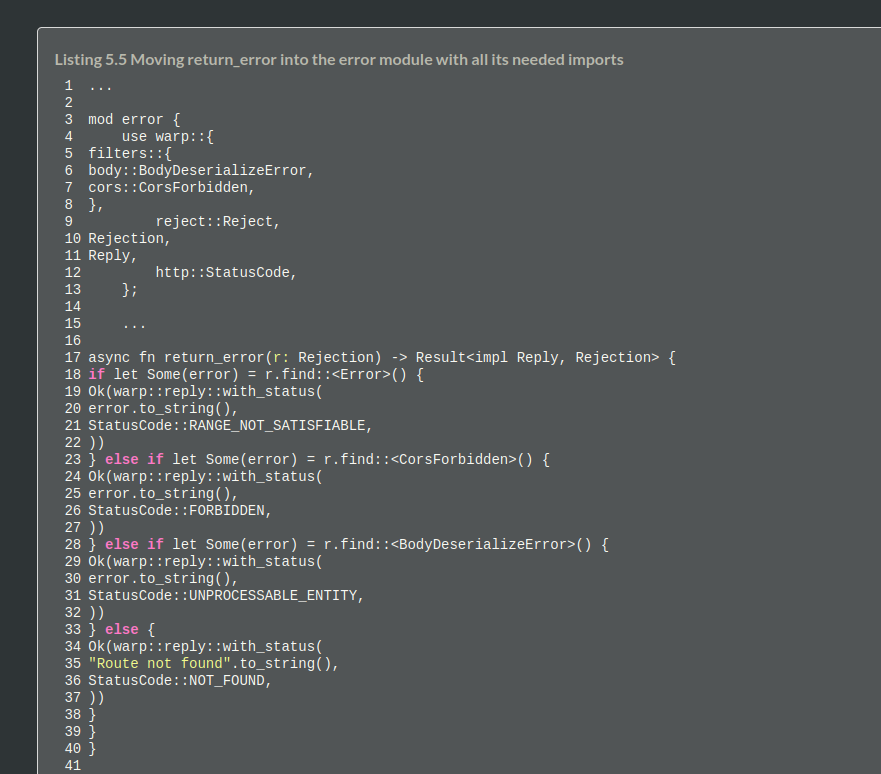 Listing 5.5 Moving return_error into the error module with all its needed imports
1 ...
2
3 mod error {
4     use warp::{
5 filters::{
6 body::BodyDeserializeError,
7 cors::CorsForbidden,
8 },
9         reject::Reject,
10 Rejection,
11 Reply,
12         http::StatusCode,
13     };
14
15     ...
16
17 async fn return_error(r: Rejection) -> Result<impl Reply, Rejection> {
18 if let Some(error) = r.find::<Error>() {
19 Ok(warp::reply::with_status(
20 error.to_string(),
21 StatusCode::RANGE_NOT_SATISFIABLE,
22 ))
23 } else if let Some(error) = r.find::<CorsForbidden>() {
24 Ok(warp::reply::with_status(
25 error.to_string(),
26 StatusCode::FORBIDDEN,
27 ))
28 } else if let Some(error) = r.find::<BodyDeserializeError>() {
29 Ok(warp::reply::with_status(
30 error.to_string(),
31 StatusCode::UNPROCESSABLE_ENTITY,
32 ))
33 } else {
34 Ok(warp::reply::with_status(
35 "Route not found".to_string(),
36 StatusCode::NOT_FOUND,
37 ))
38 }
39 }
40 }
41